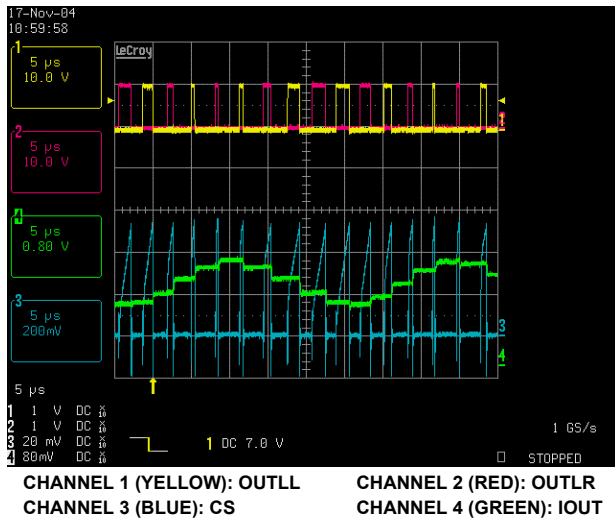 17-Nov-04
10:59:58
1
5 µs
10.0 V
LeCroy
2
5 µs
10.0 V
1
4
5 µs
0.80 V
3
5 µs
200mV
3
4
5 µs
1 1 V DC
2 1 V DC
3 20 mV DC
4 80mV DC
1 DC 7.0 V
1 GS/s
STOPPED
CHANNEL 1 (YELLOW): OUTLL CHANNEL 2 (RED): OUTLR
CHANNEL 3 (BLUE): CS CHANNEL 4 (GREEN): IOUT